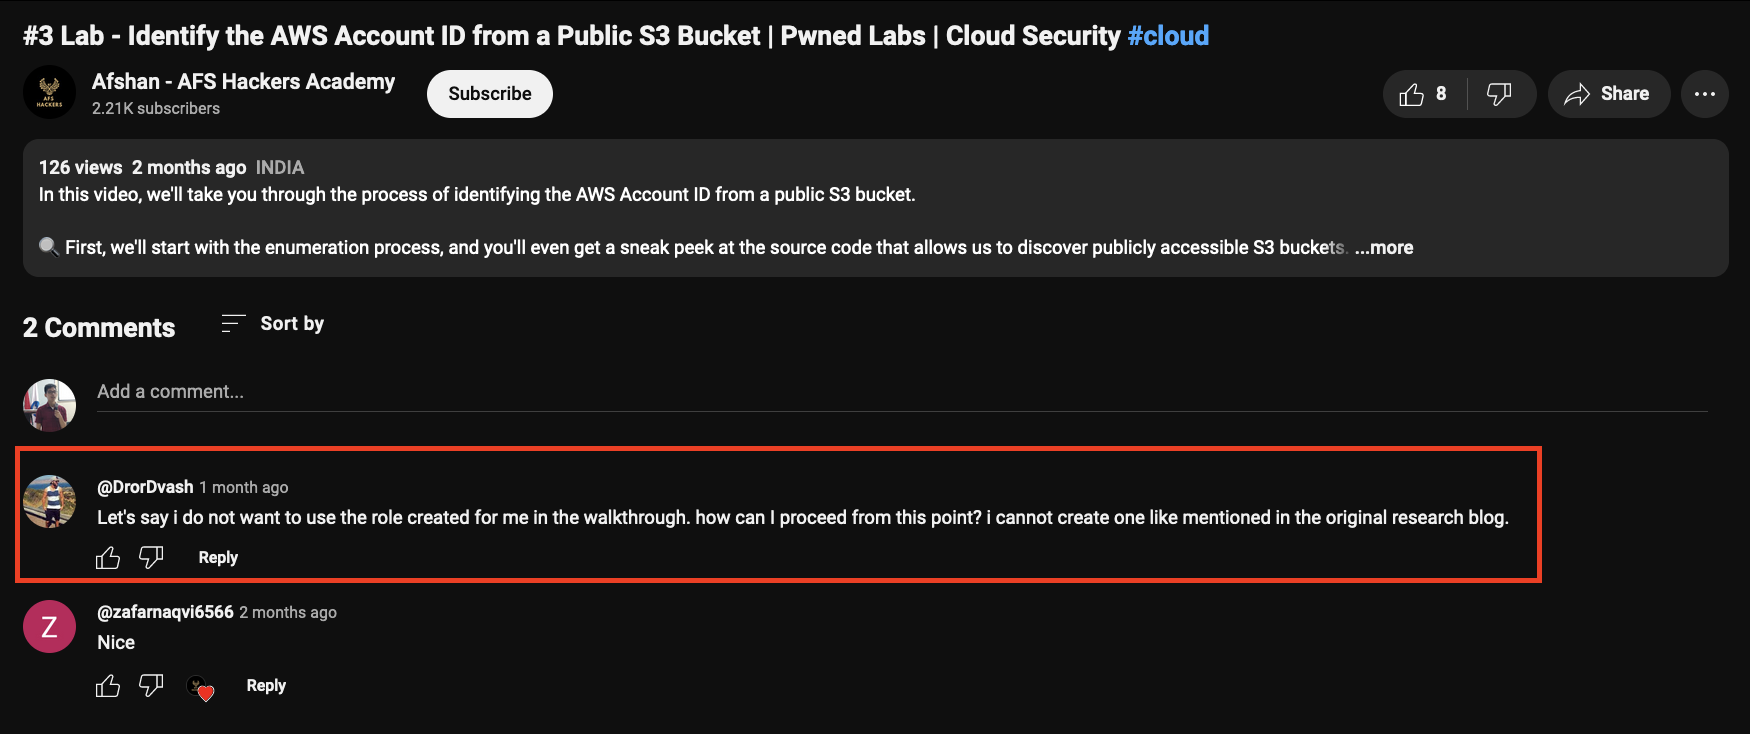 #3 Lab - Identify the AWS Account ID from a Public S3 Bucket | Pwned Labs | Cloud Security #cloud
AFS
HACKERS
Afshan - AFS Hackers Academy
2.21K subscribers
Subscribe
8
Share
126 views 2 months ago INDIA
In this video, we'll take you through the process of identifying the AWS Account ID from a public S3 bucket.
🔍 First, we'll start with the enumeration process, and you'll even get a sneak peek at the source code that allows us to discover publicly accessible S3 buckets. ...more
2 Comments
Sort by
Add a comment...
@DrorDvash 1 month ago
Let's say i do not want to use the role created for me in the walkthrough. how can I proceed from this point? i cannot create one like mentioned in the original research blog.
Reply
Z
@zafarnaqvi6566 2 months ago
Nice
Reply